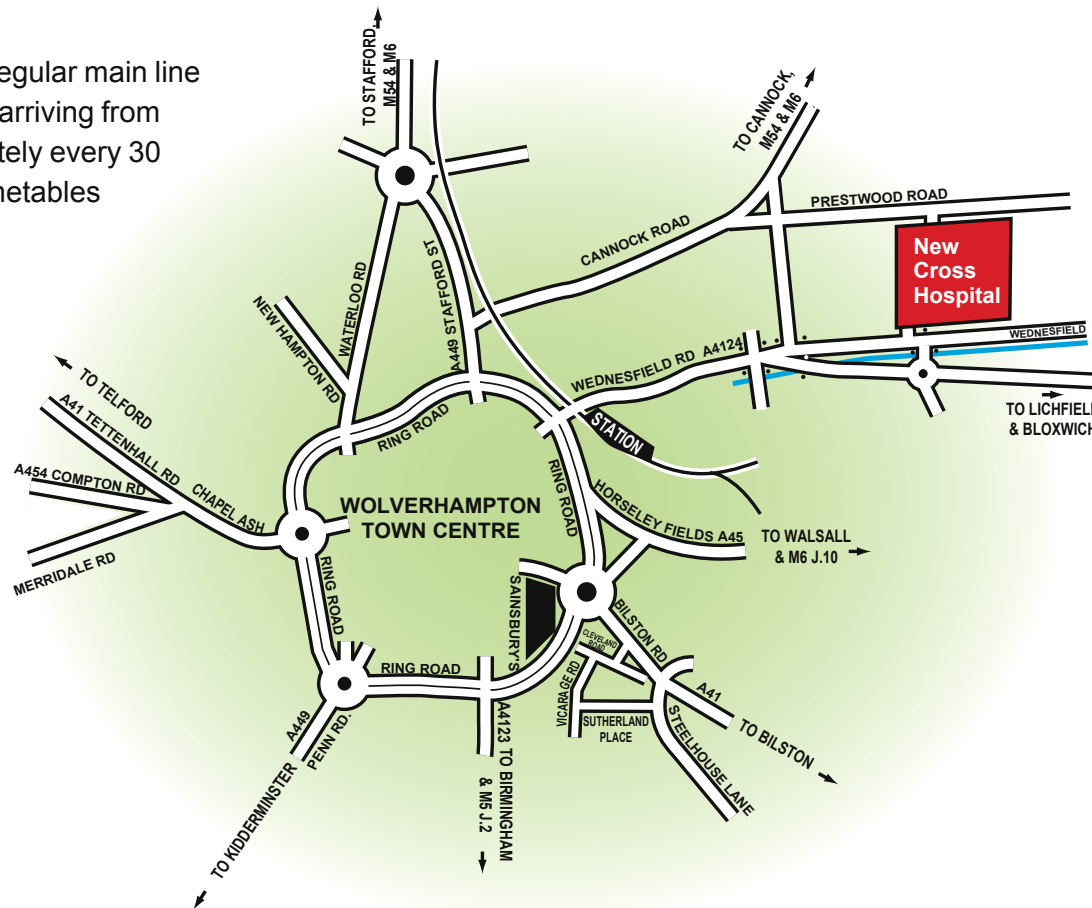 egular main line
arriving from
tely every 30
netables
TO STAFFORD,
M54 & M6
TO CANNOCK,
M54 & M6
PRESTWOOD ROAD
CANNOCK ROAD
New
Cross
Hospital
WEDNESFIELD
WATERLOO RD
A449 STAFFORD ST
NEW HAMPTON RD
WEDNESFIELD RD A4124
TO LICHFIEL
& BLOXWICH
TO TELFORD
A41 TETTENHALL RD
A454 COMPTON RD
CHAPEL ASH
MERRIDALE RD
RING ROAD
STATION
RING ROAD
WOLVERHAMPTON
TOWN CENTRE
HORSELEY FIELDS A45
TO WALSALL
& M6 J.10
RING ROAD
SAINSBURY'S
BILSTON RD
CLEVELAND
ROAD
RING ROAD
VICARAGE RD
SUTHERLAND
PLACE
A41
TO BILSTON
STEELHOUSE LANE
A449
PENN RD.
TO KIDDERMINSTER
A4123 TO BIRMINGHAM
& M5 J.2